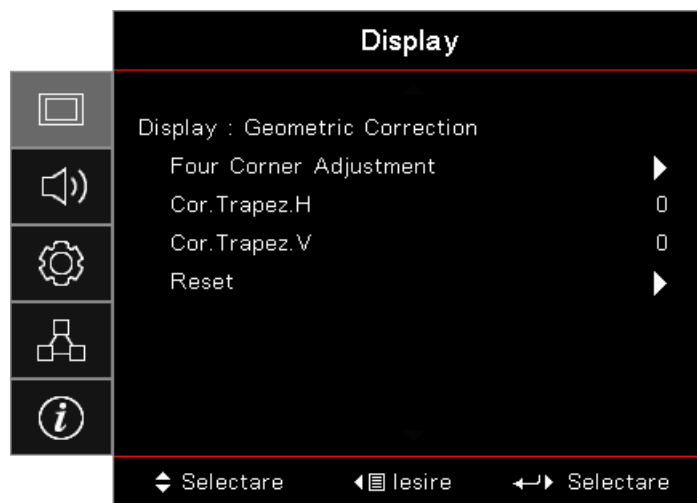 Display
Display : Geometric Correction
Four Corner Adjustment
Cor.Trapez.H 0
Cor.Trapez.V 0
Reset
Selectare Iesire Selectare